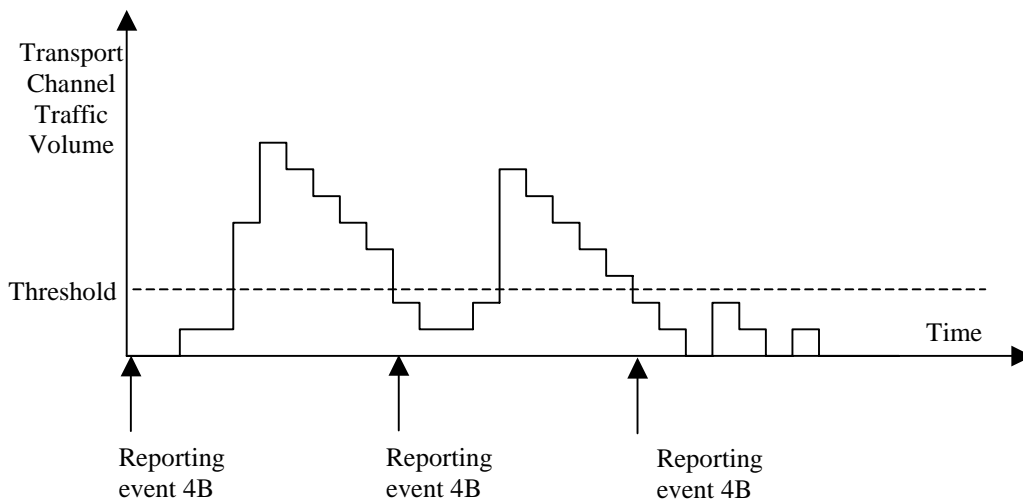 Transport
Channel
Traffic
Volume
Threshold
Time
Reporting
event 4B
Reporting
event 4B
Reporting
event 4B